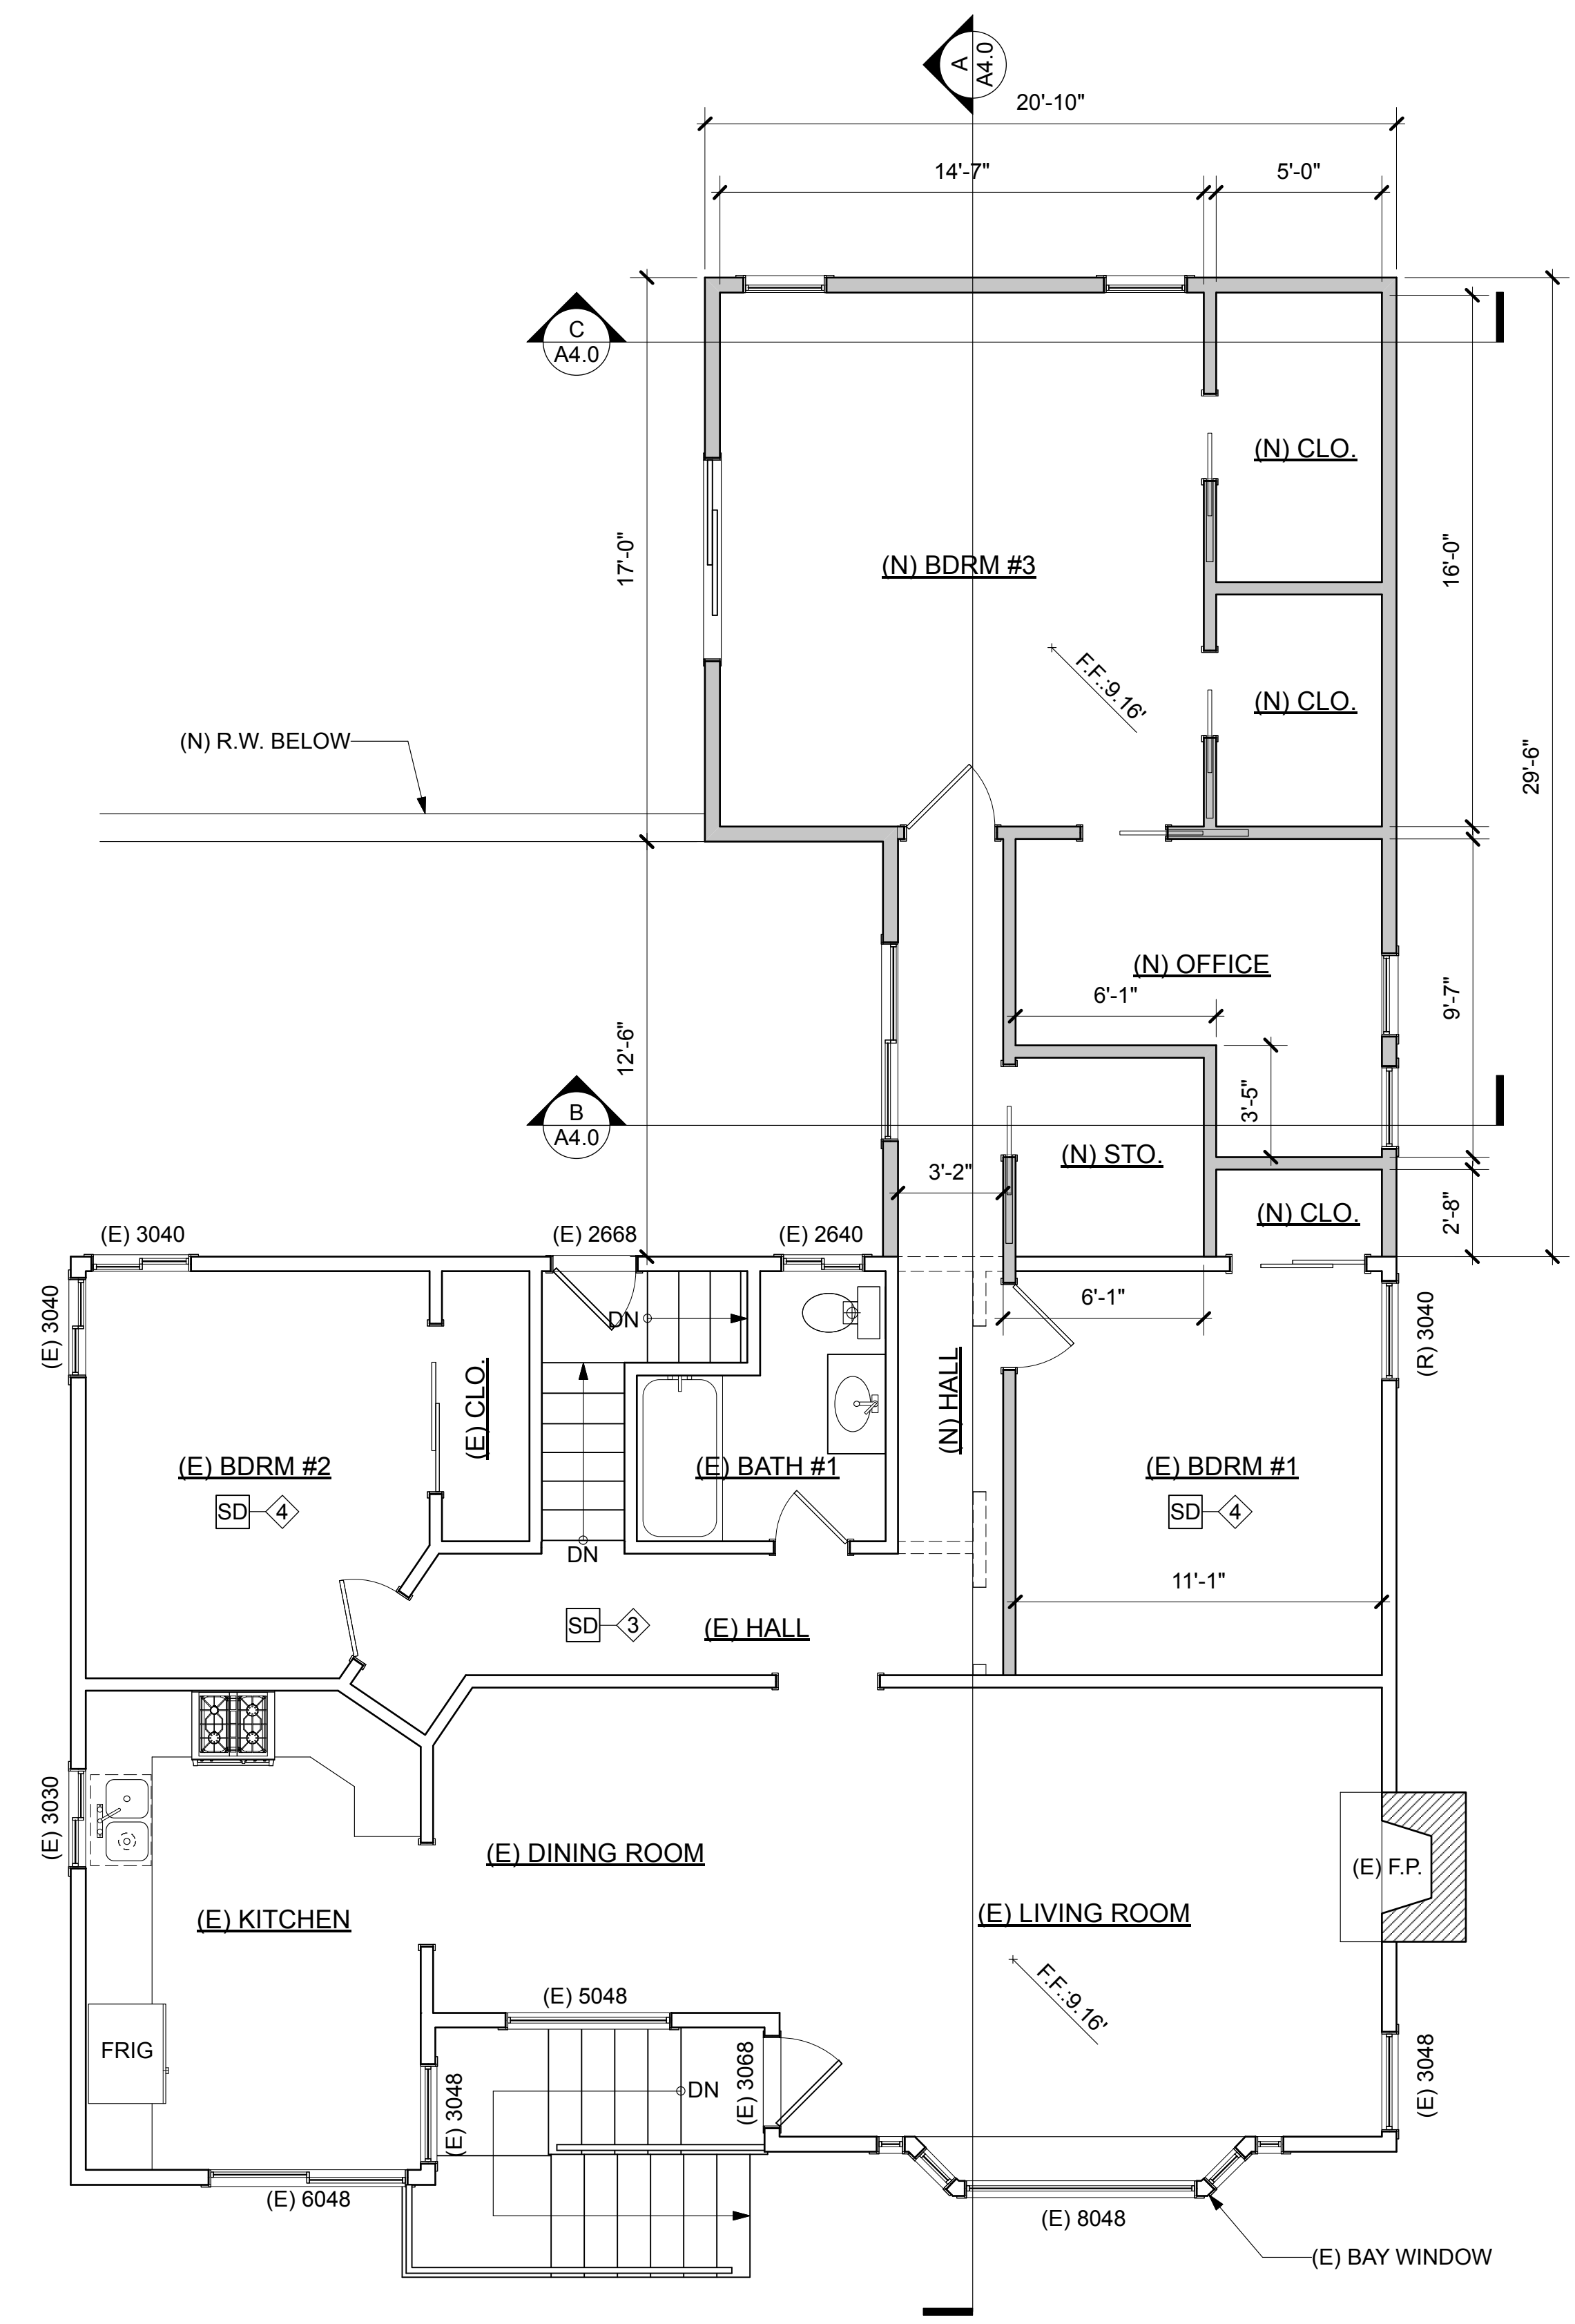 A
A4.0
20'-10"
14'-7"
5'-0"
C
A4.0
(N) CLO.
17'-0"
(N) BDRM #3
16'-0"
F.F.:9.16'
(N) CLO.
(N) R.W. BELOW
29'-6"
(N) OFFICE
6'-1"
9'-7"
12'-6"
3'-5"
B
A4.0
(N) STO.
3'-2"
(N) CLO.
2'-8"
(E) 3040
(E) 2668
(E) 2640
(E) 3040
DN
6'-1"
(R) 3040
(E) CLO.
(N) HALL
(E) BDRM #2
(E) BATH #1
(E) BDRM #1
SD
4
SD
4
DN
11'-1"
SD
3
(E) HALL
(E) 3030
(E) DINING ROOM
(E) F.P.
(E) KITCHEN
(E) LIVING ROOM
F.F.:9.16'
(E) 5048
FRIG
(E) 3048
DN
(E) 3068
(E) 3048
(E) 6048
(E) 8048
(E) BAY WINDOW